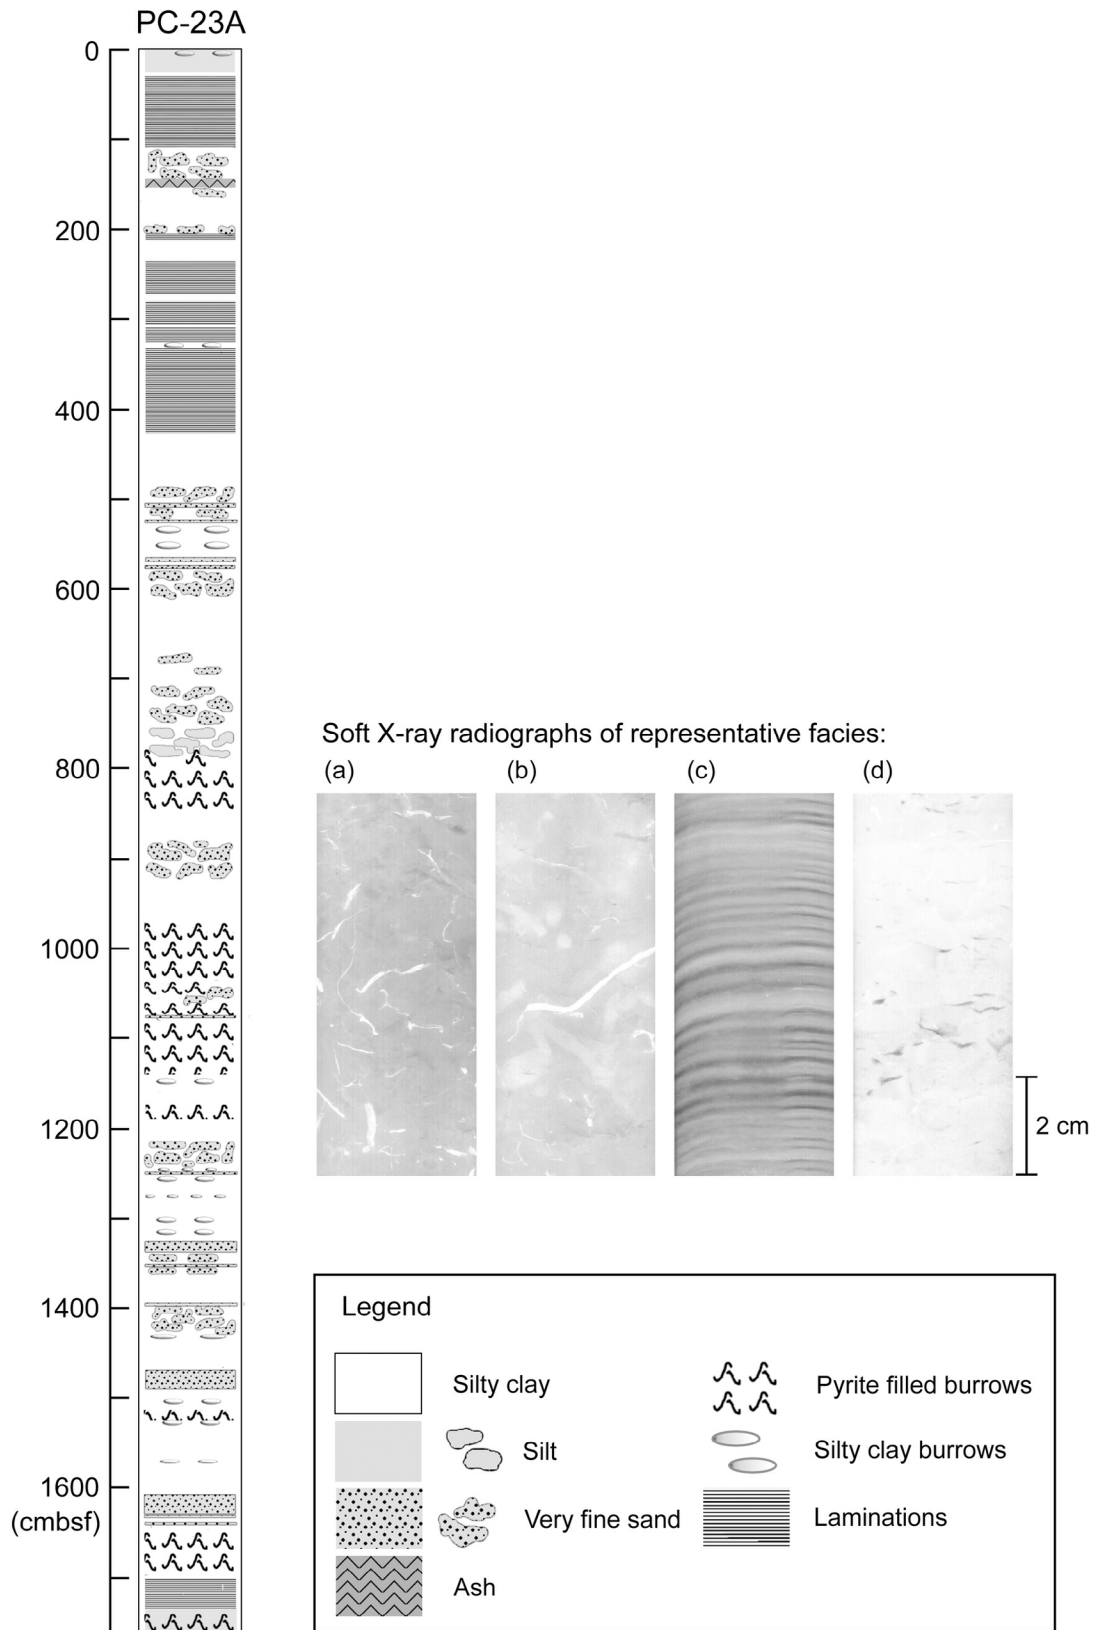 PC-23A
0
200
400
600
800
1000
1200
1400
1600
(cmbsf)
Soft X-ray radiographs of representative facies:
(a) (b) (c) (d)
2 cm
Legend
Silty clay
Pyrite filled burrows
Silt
Silty clay burrows
Very fine sand
Laminations
Ash